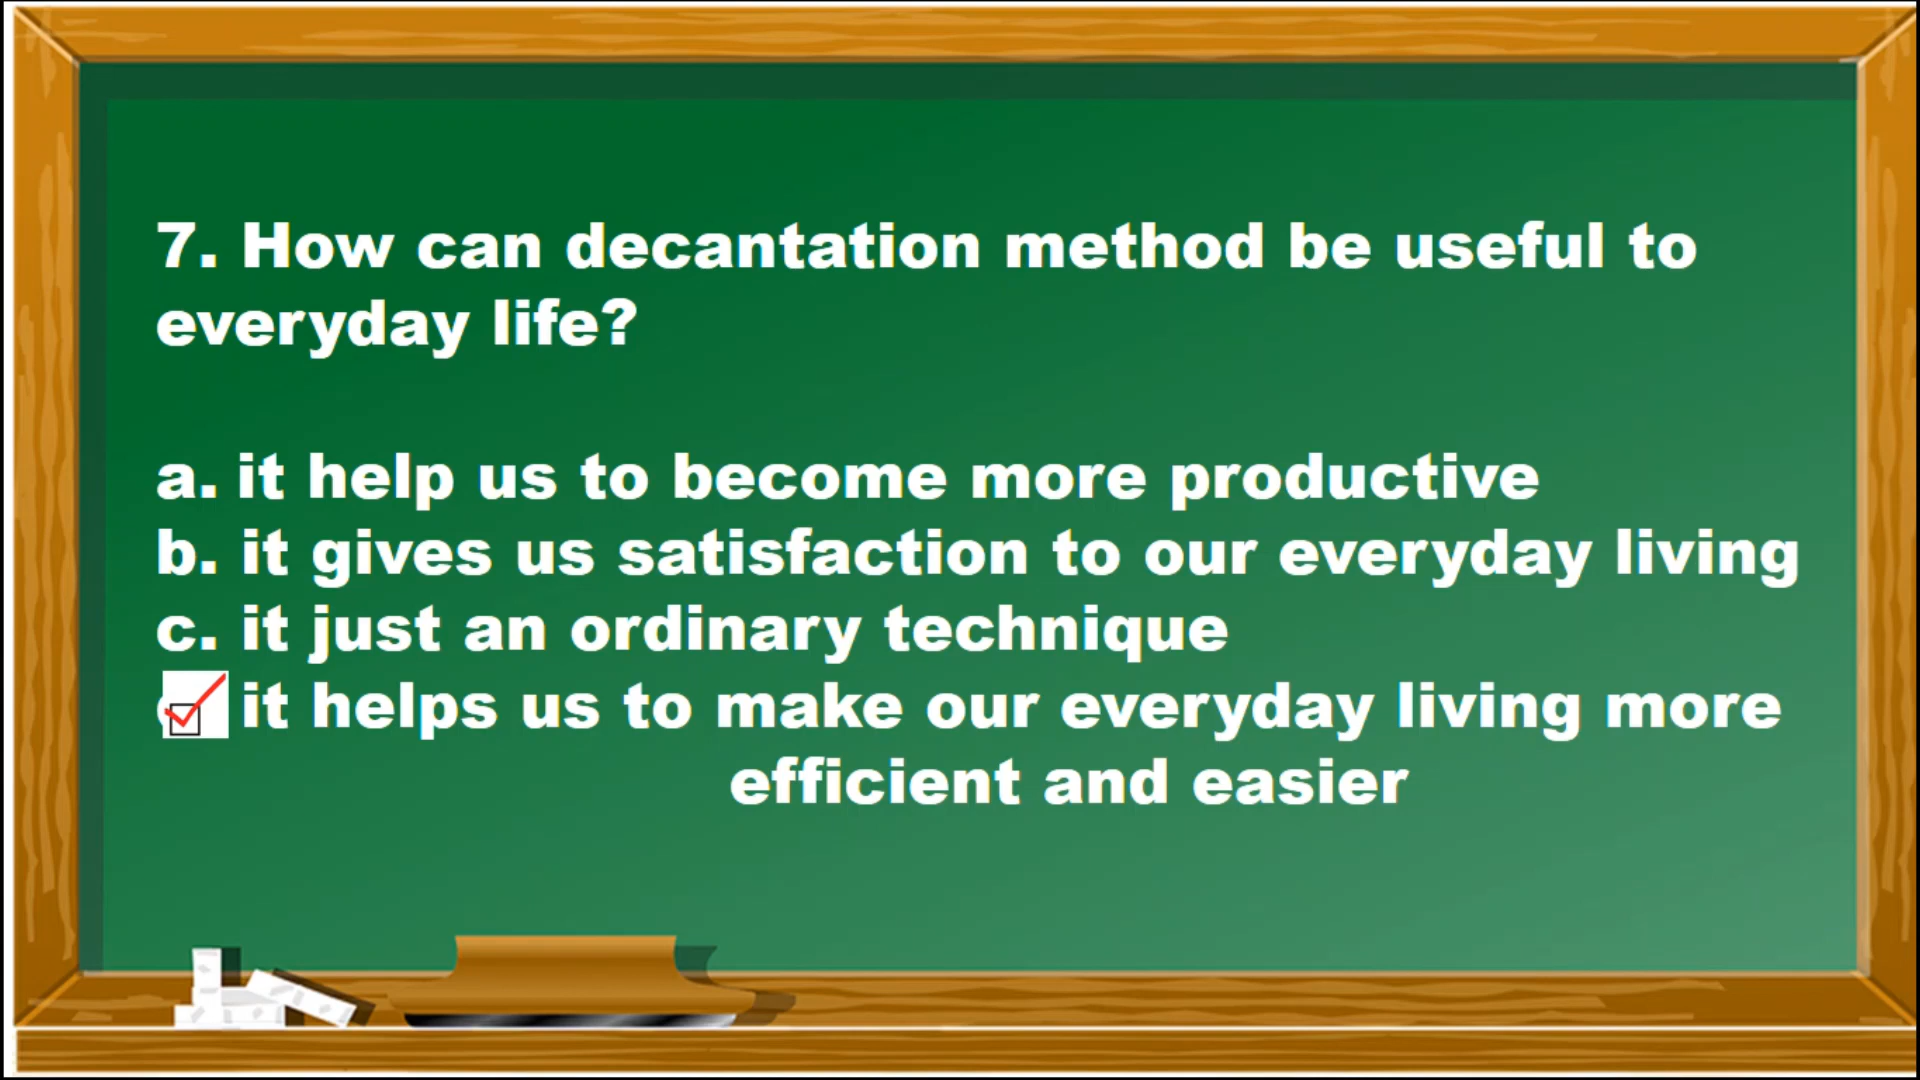 7. How can decantation method be useful to
everyday life?
a. it help us to become more productive
b. it gives us satisfaction to our everyday living
c. it just an ordinary technique
it helps us to make our everyday living more
efficient and easier